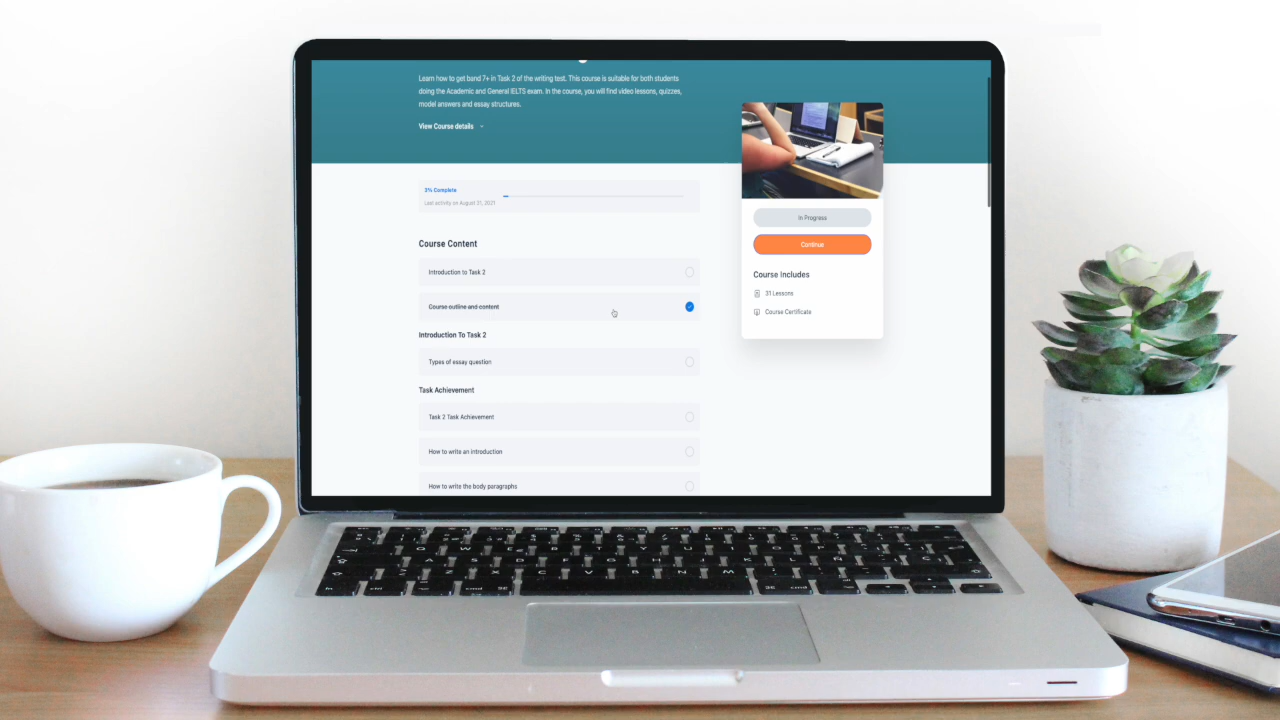 Learn how to get band 7+ in Task 2 of the writing test. This course is suitable for both students
doing the Academic and General IELTS exam. In the course, you will find video lessons, quizzes,
model answers and essay structures.
View Course details
3% Complete
Last activity on August 31, 2021
In Progress
Continue
Course Content
Introduction to Task 2
Course Includes
31 Lessons
Course outline and content
Course Certificate
Introduction To Task 2
Types of essay question
Task Achievement
Task 2 Task Achievement
How to write an introduction
How to write the body paragraphs